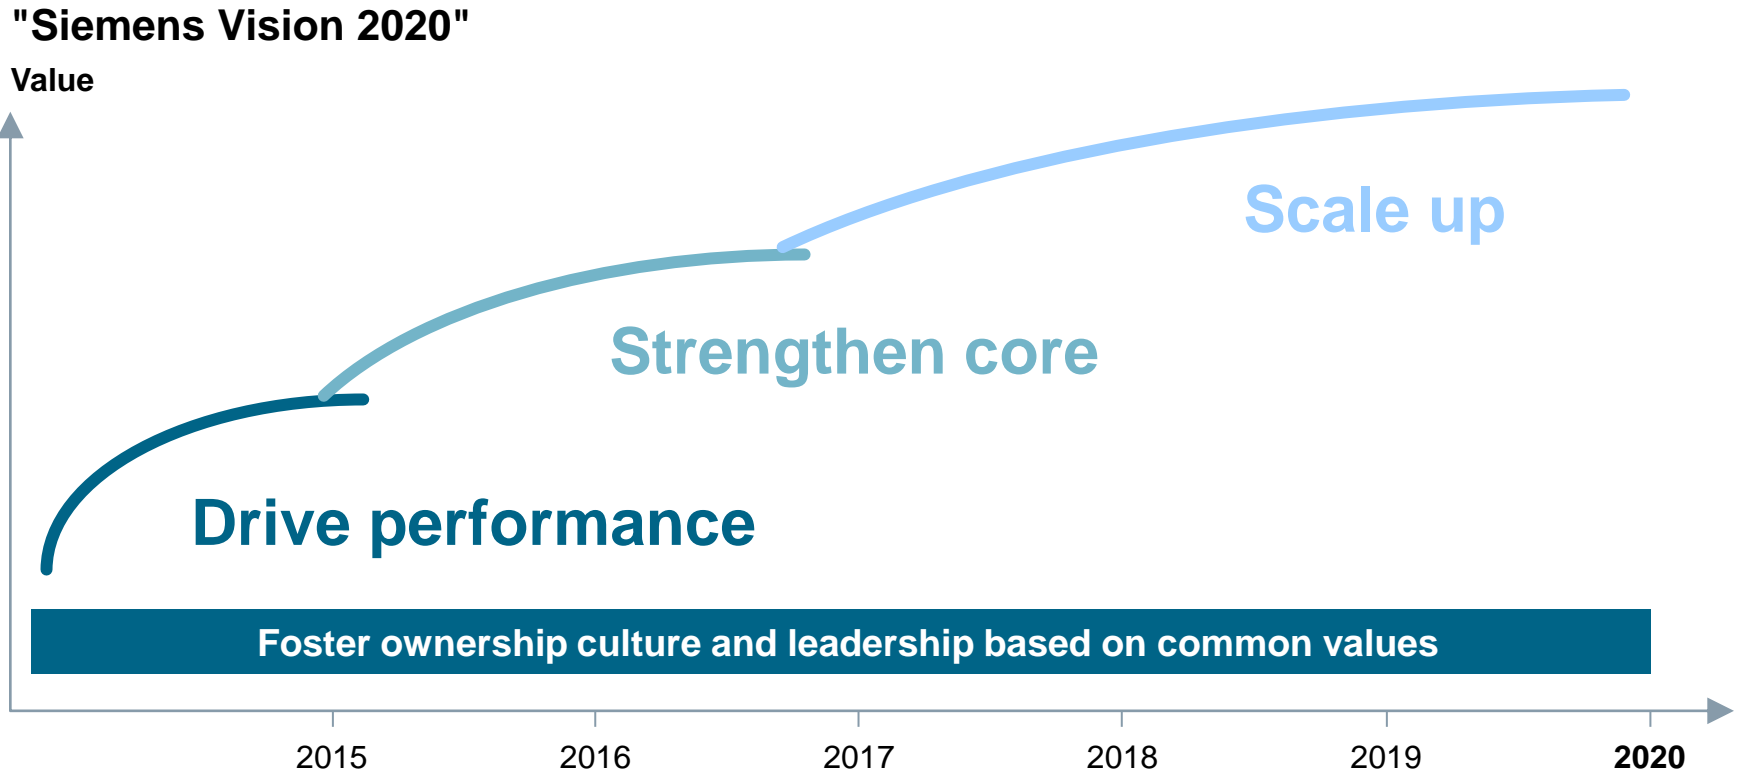 "Siemens Vision 2020"
Value
Scale up
Strengthen core
Drive performance
Foster ownership culture and leadership based on common values
2015 2016 2017 2018 2019 2020